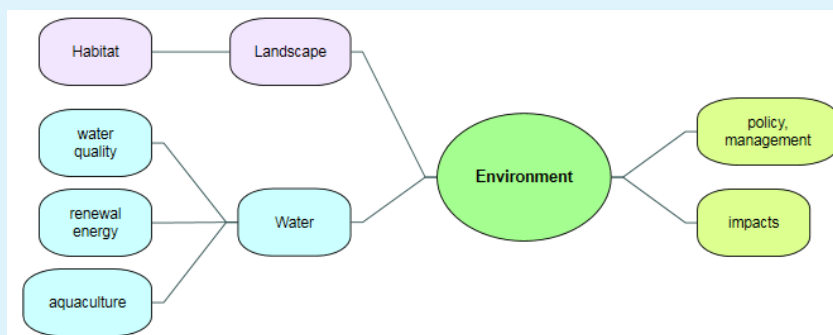 Habitat
Landscape
water
quality
renewal
energy
aquaculture
Water
Environment
policy,
management
impacts